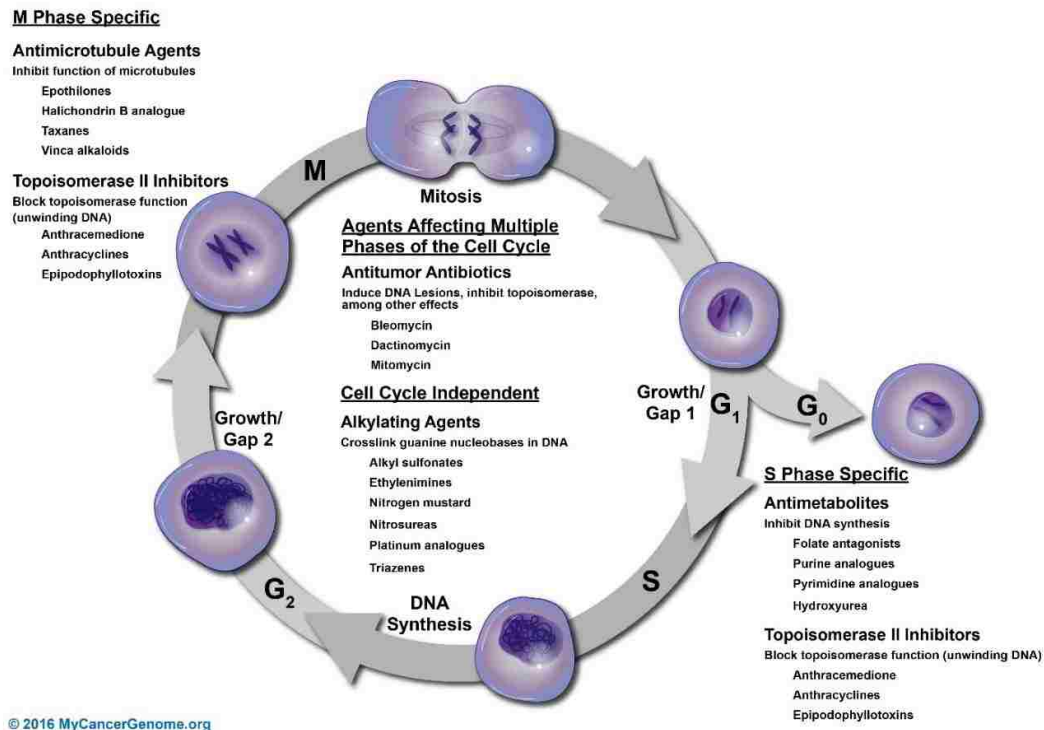 M Phase Specific
Antimicrotubule Agents
Inhibit function of microtubules
Epothilones
Halichondrin B analogue
Taxanes
Vinca alkaloids
Topoisomerase II Inhibitors
Block topoisomerase function
(unwinding DNA)
Anthracemedione
Anthracyclines
Epipodophyllotoxins
M
Mitosis
Agents Affecting Multiple
Phases of the Cell Cycle
Antitumor Antibiotics
Induce DNA Lesions, inhibit topoisomerase,
among other effects
Bleomycin
Dactinomycin
Mitomycin
Cell Cycle Independent
Alkylating Agents
Crosslink guanine nucleobases in DNA
Alkyl sulfonates
Ethylenimines
Nitrogen mustard
Nitrosureas
Platinum analogues
Triazenes
Growth/
Gap 1
G1
G0
S Phase Specific
Antimetabolites
Inhibit DNA synthesis
Folate antagonists
Purine analogues
Pyrimidine analogues
Hydroxyurea
Topoisomerase II Inhibitors
Block topoisomerase function (unwinding DNA)
Anthracemedione
Anthracyclines
Epipodophyllotoxins
S
DNA
Synthesis
G2
Growth/
Gap 2
© 2016 MyCancerGenome.org